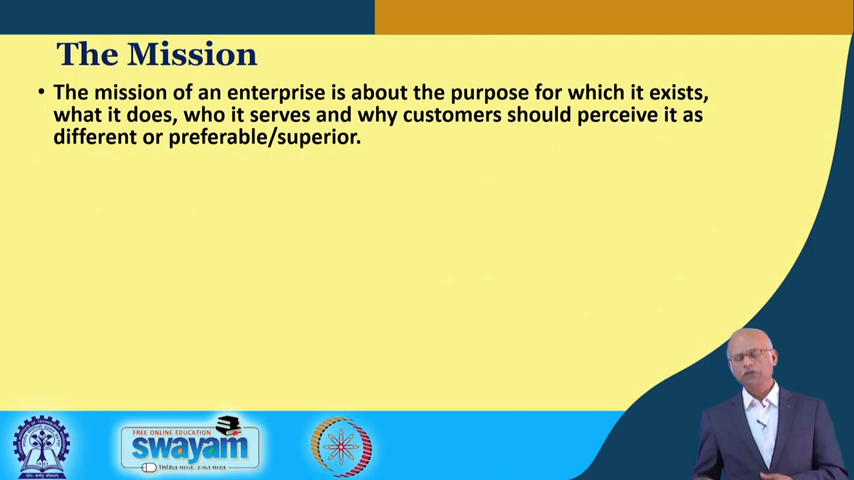 The Mission
• The mission of an enterprise is about the purpose for which it exists,
what it does, who it serves and why customers should perceive it as
different or preferable/superior.
FREE ONLINE EDUCATION
swayam